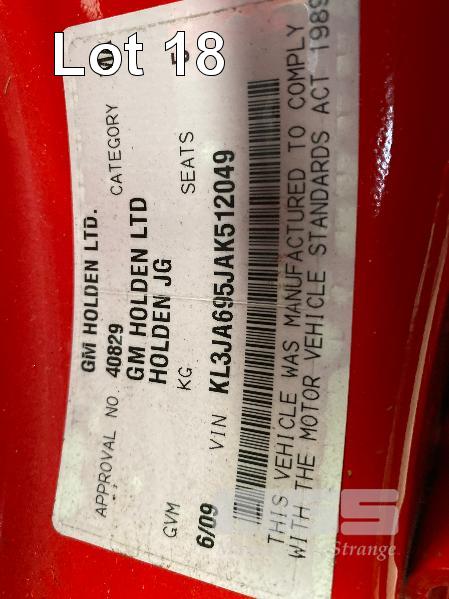 Lot 18
GM HOLDEN LTD.
APPROVAL NO. 40829 CATEGORY
GM HOLDEN LTD
HOLDEN JG
GVM KG SEATS 5
6/09 VIN KL3JA695JAK512049
THIS VEHICLE WAS MANUFACTURED TO COMPLY
WITH THE MOTOR VEHICLE STANDARDS ACT 1989
Strange.